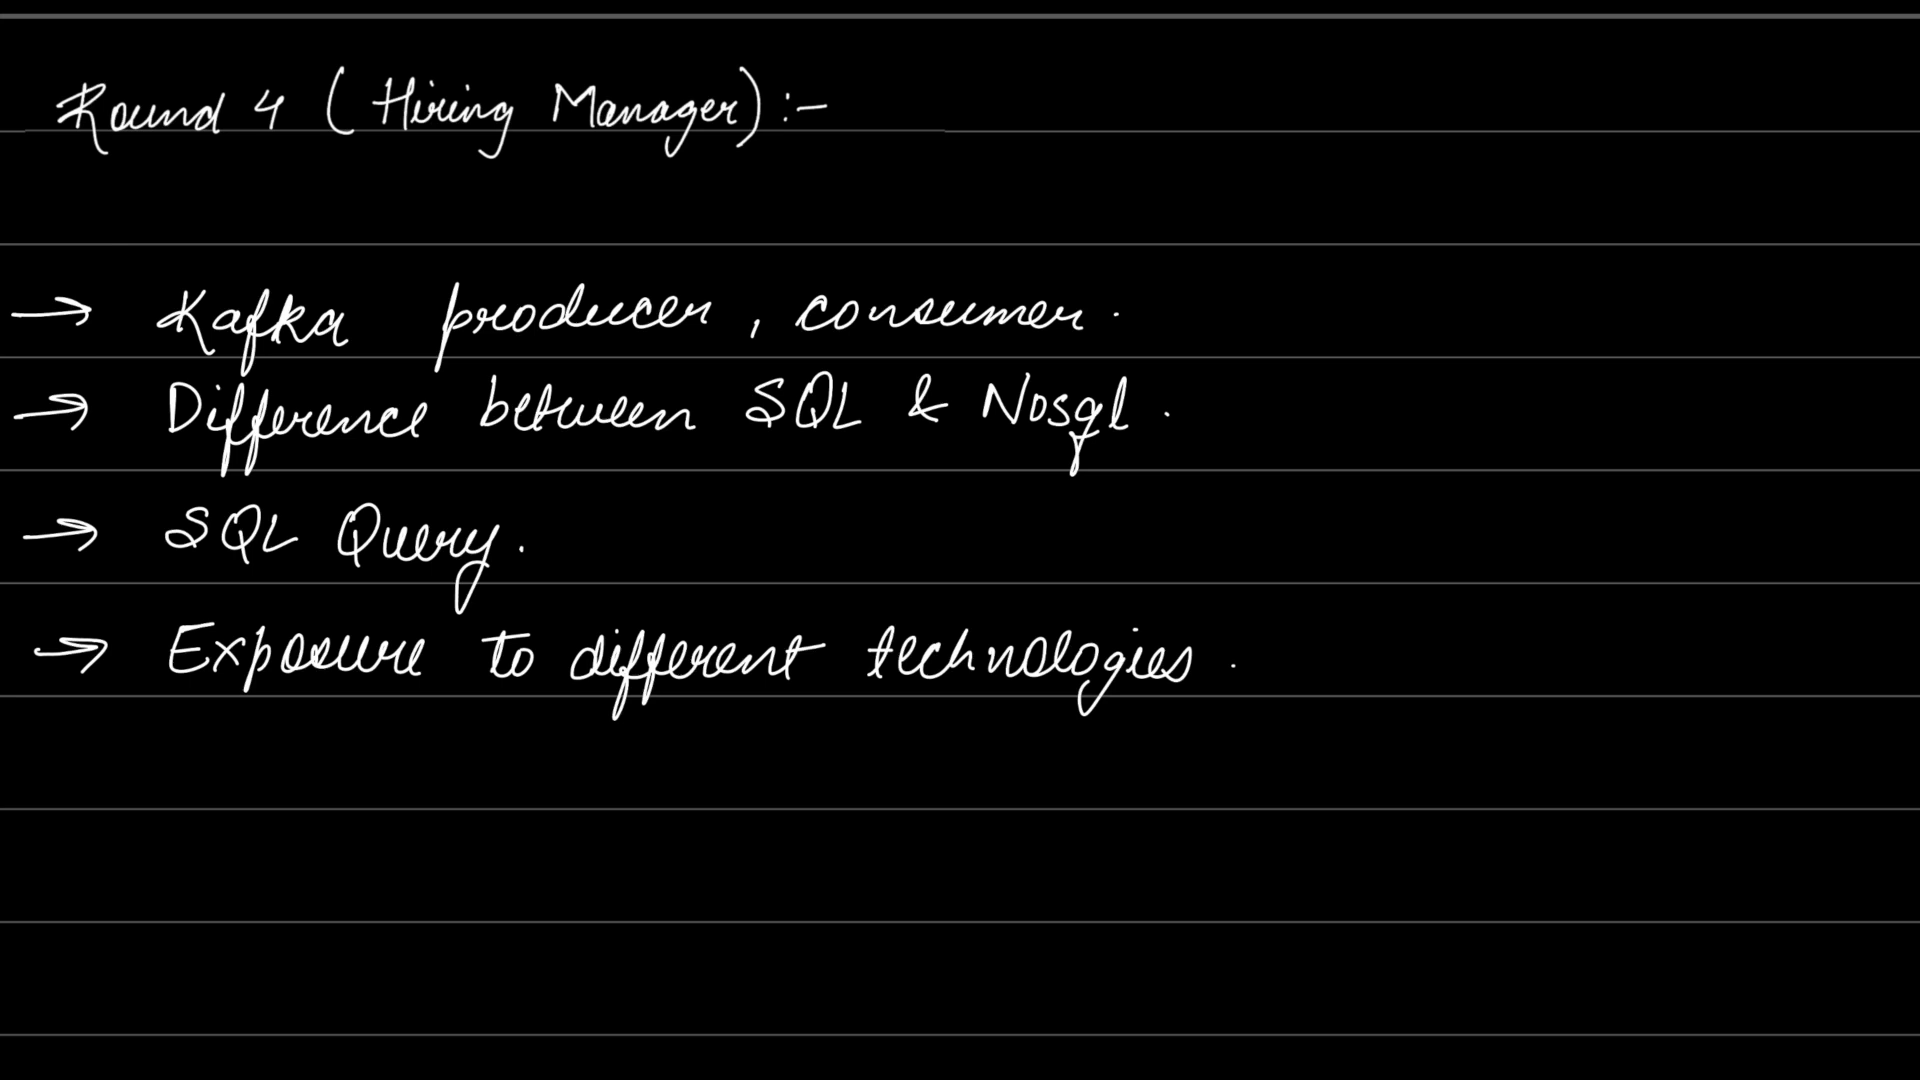 Round 4 (Hiring Manager) :-
→ Kafka producer, consumer.
→ Difference between SQL & Nosql.
→ SQL Query.
→ Exposure to different technologies.